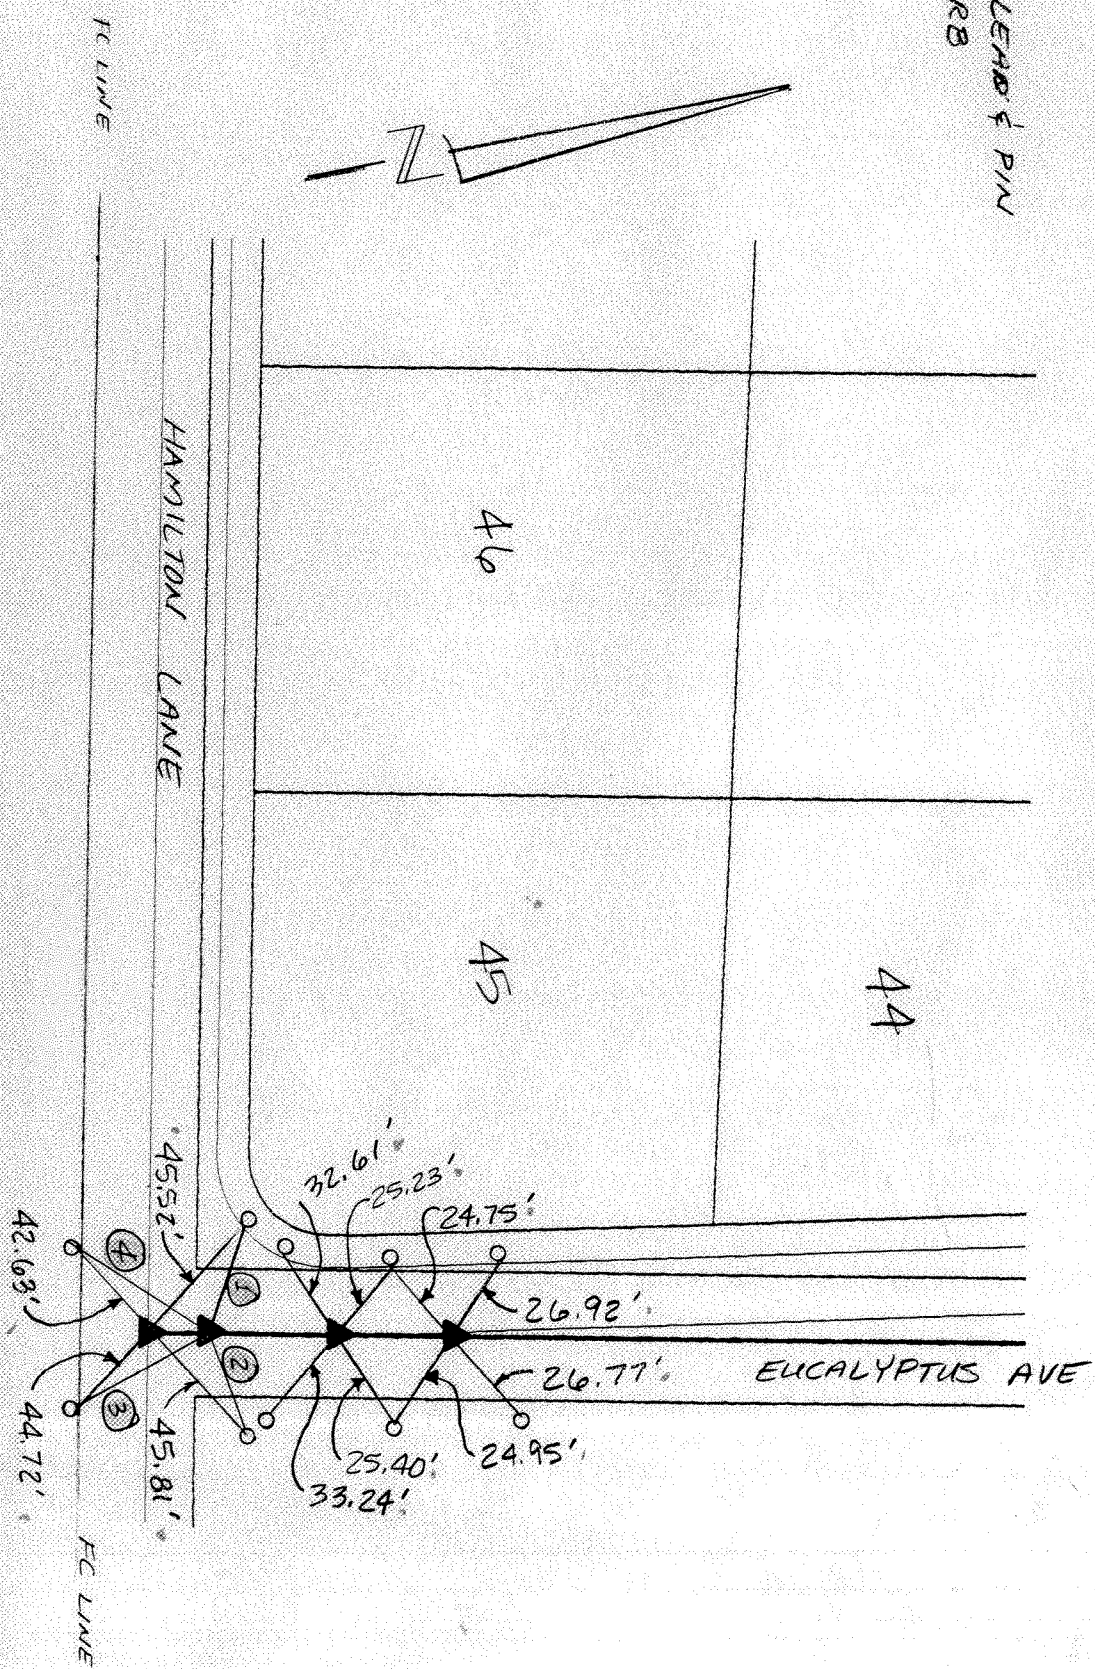 LEAD & PIN
RB
FC LINE
N
HAMILTON LANE
46
45
44
32.61'
25.23'
24.75'
45.52'
26.92'
26.77'
EUCALYPTUS AVE
42.63'
44.72'
45.81'
25.40'
33.24'
24.95'
1
2
3
4
FC LINE